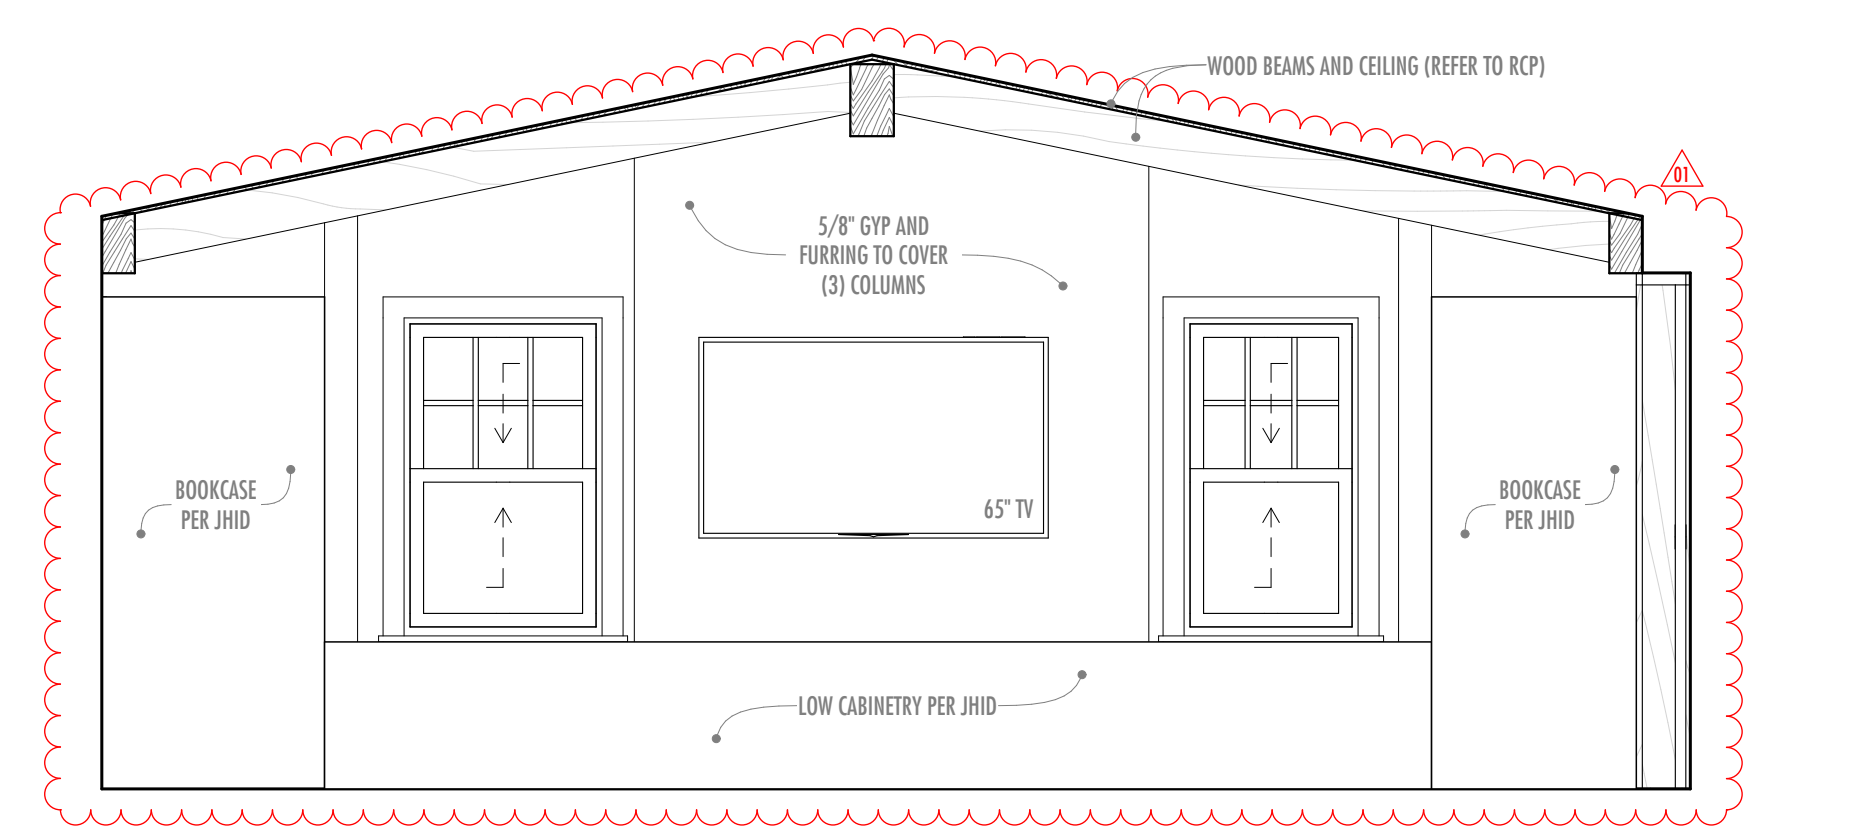 WOOD BEAMS AND CEILING (REFER TO RCP)
01
5/8" GYP AND
FURRING TO COVER
(3) COLUMNS
65" TV
BOOKCASE
PER JHID
BOOKCASE
PER JHID
LOW CABINETRY PER JHID